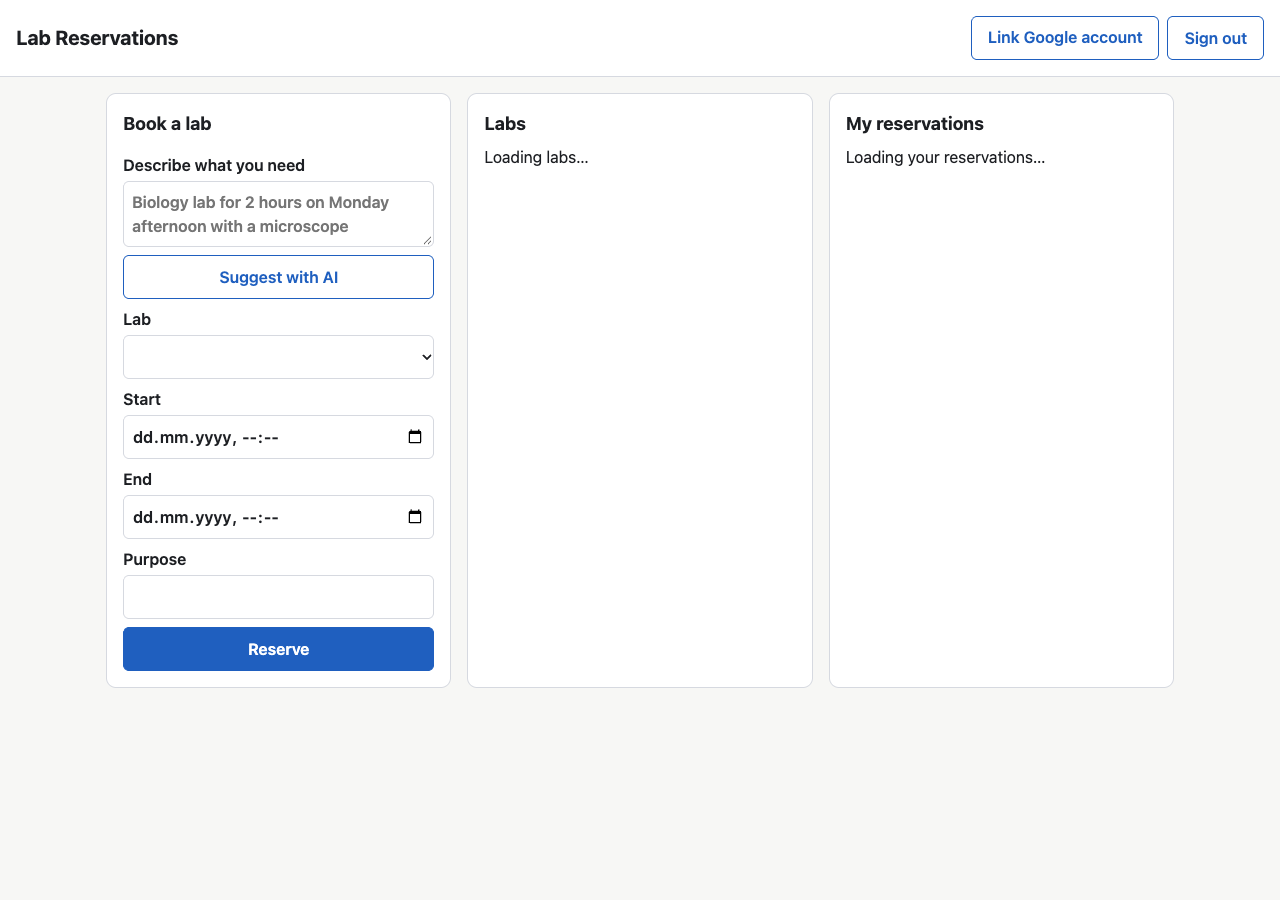 Lab Reservations
Link Google account
Sign out
Book a lab
Describe what you need
Biology lab for 2 hours on Monday
afternoon with a microscope
Suggest with AI
Lab
Start
dd.mm.yyyy, --:--
End
dd.mm.yyyy, --:--
Purpose
Reserve
Labs
Loading labs...
My reservations
Loading your reservations...